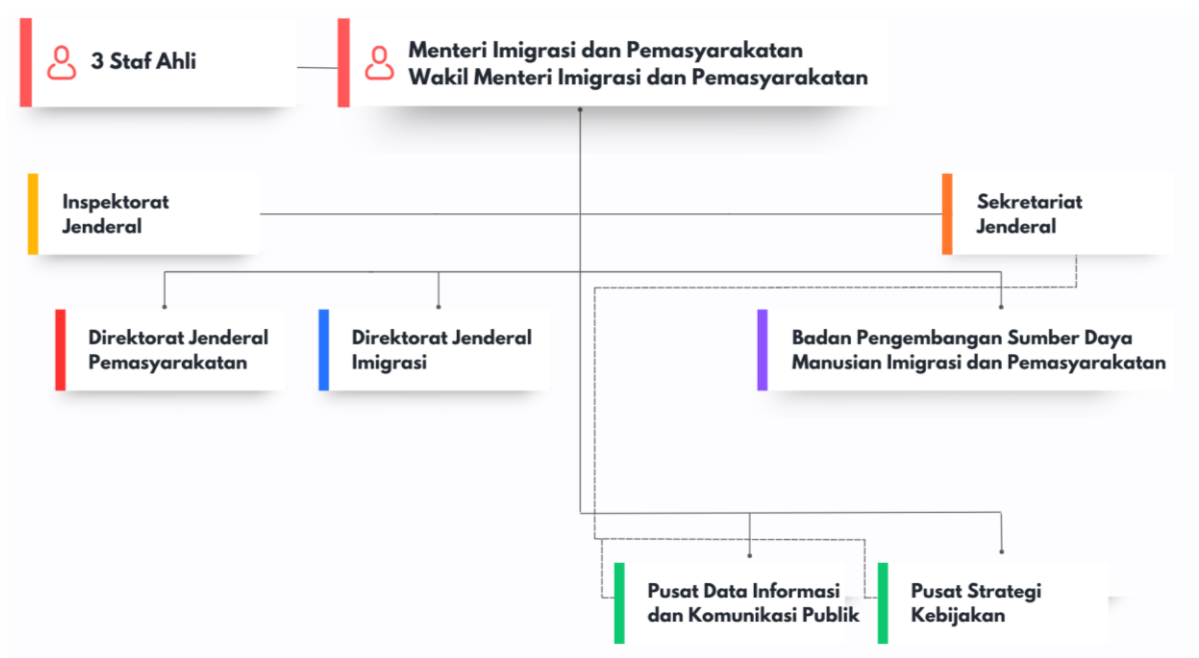 3 Staf Ahli
Menteri Imigrasi dan Pemasyarakatan
Wakil Menteri Imigrasi dan Pemasyarakatan
Inspektorat
Jenderal
Sekretariat
Jenderal
Direktorat Jenderal
Pemasyarakatan
Direktorat Jenderal
Imigrasi
Badan Pengembangan Sumber Daya
Manusian Imigrasi dan Pemasyarakatan
Pusat Data Informasi
dan Komunikasi Publik
Pusat Strategi
Kebijakan